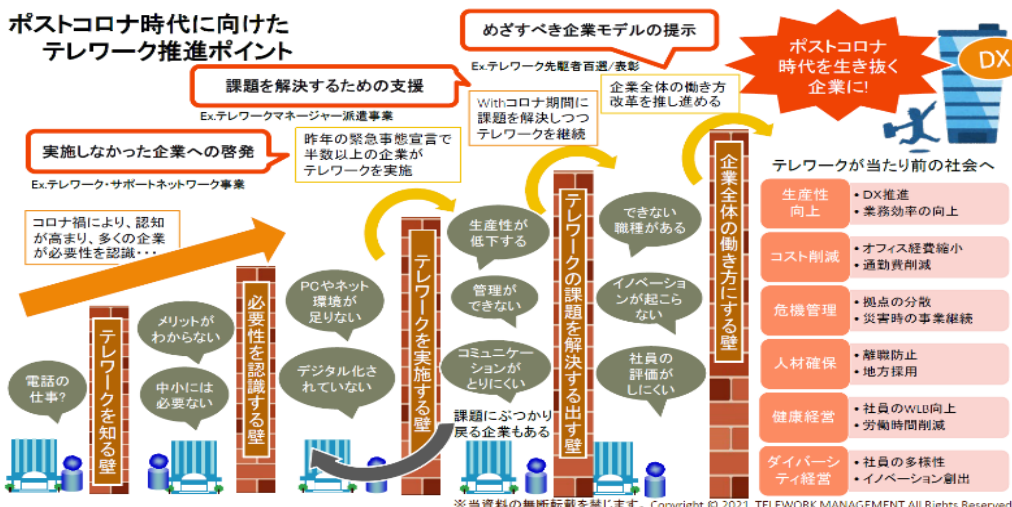 ポストコロナ時代に向けた
テレワーク推進ポイント
めざすべき企業モデルの提示
Ex.テレワーク先駆者百選/表彰
課題を解決するための支援
Ex.テレワークマネージャー派遣事業
実施しなかった企業への啓発
Ex.テレワーク・サポートネットワーク事業
コロナ禍により、認知
が高まり、多くの企業
が必要性を認識・・・
昨年の緊急事態宣言で
半数以上の企業が
テレワークを実施
Withコロナ期間に
課題を解決しつつ
テレワークを継続
企業全体の働き方
改革を推し進める
ポストコロナ
時代を生き抜く
企業に!
DX
電話の
仕事?
テレワークを知る壁
メリットが
わからない
中小には
必要ない
必要性を認識する壁
PCやネット
環境が
足りない
デジタル化さ
れていない
テレワークを実施する壁
生産性が
低下する
管理が
できない
コミュニケー
ションが
とりにくい
課題にぶつかり
戻る企業もある
テレワークの課題を解決する出す壁
できない
職種がある
イノベーショ
ンが起こら
ない
社員の
評価が
しにくい
企業全体の働き方にする壁
テレワークが当たり前の社会へ
生産性
向上
• DX推進
• 業務効率の向上
コスト削減
• オフィス経費縮小
• 通勤費削減
危機管理
• 拠点の分散
• 災害時の事業継続
人材確保
• 離職防止
• 地方採用
健康経営
• 社員のWLB向上
• 労働時間削減
ダイバーシ
ティ経営
• 社員の多様性
• イノベーション創出
※当資料の無断転載を禁じます。Copyright © 2021 TELEWORK MANAGEMENT All Rights Reserved